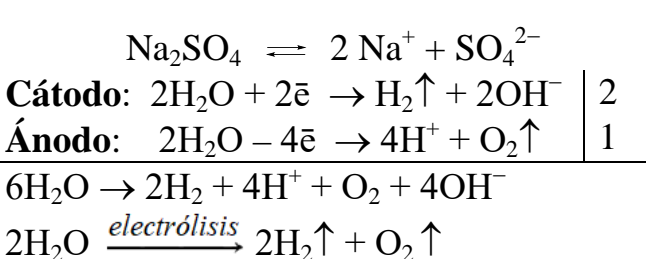 Na₂SO₄ ⇌ 2 Na⁺ + SO₄²⁻
Cátodo: 2H₂O + 2ē → H₂↑ + 2OH⁻ | 2
Ánodo: 2H₂O – 4ē → 4H⁺ + O₂↑ | 1
6H₂O → 2H₂ + 4H⁺ + O₂ + 4OH⁻
2H₂O electrólisis → 2H₂↑ + O₂↑